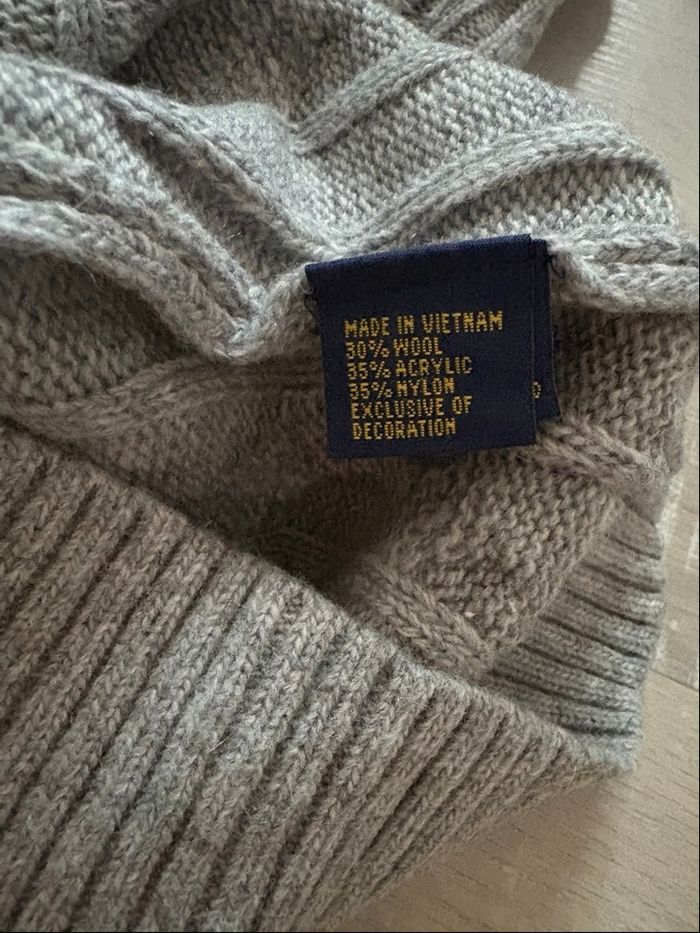 MADE IN VIETNAM
30% WOOL
35% ACRYLIC
35% NYLON
EXCLUSIVE OF
DECORATION